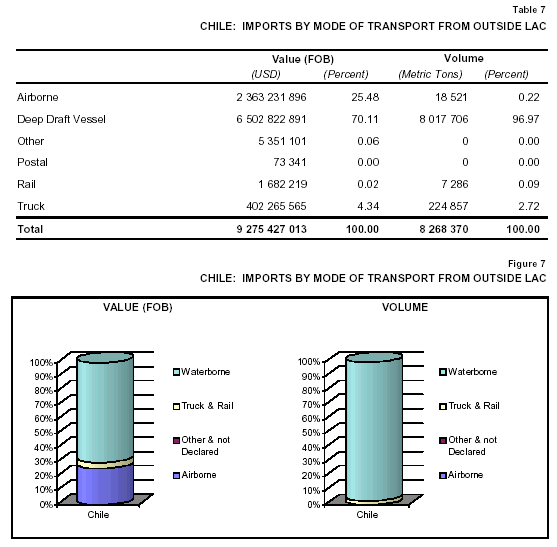 Table 7
CHILE: IMPORTS BY MODE OF TRANSPORT FROM OUTSIDE LAC
Value (FOB) Volume
(USD) (Percent) (Metric Tons) (Percent)
Airborne 2 363 231 896 25.48 18 521 0.22
Deep Draft Vessel 6 502 822 891 70.11 8 017 706 96.97
Other 5 351 101 0.06 0 0.00
Postal 73 341 0.00 0 0.00
Rail 1 682 219 0.02 7 286 0.09
Truck 402 265 565 4.34 224 857 2.72
Total 9 275 427 013 100.00 8 268 370 100.00
Figure 7
CHILE: IMPORTS BY MODE OF TRANSPORT FROM OUTSIDE LAC
VALUE (FOB)
100%
90%
80%
70%
60%
50%
40%
30%
20%
10%
0%
Chile
Waterborne
Truck & Rail
Other & not
Declared
Airborne
VOLUME
100%
90%
80%
70%
60%
50%
40%
30%
20%
10%
0%
Chile
Waterborne
Truck & Rail
Other & not
Declared
Airborne